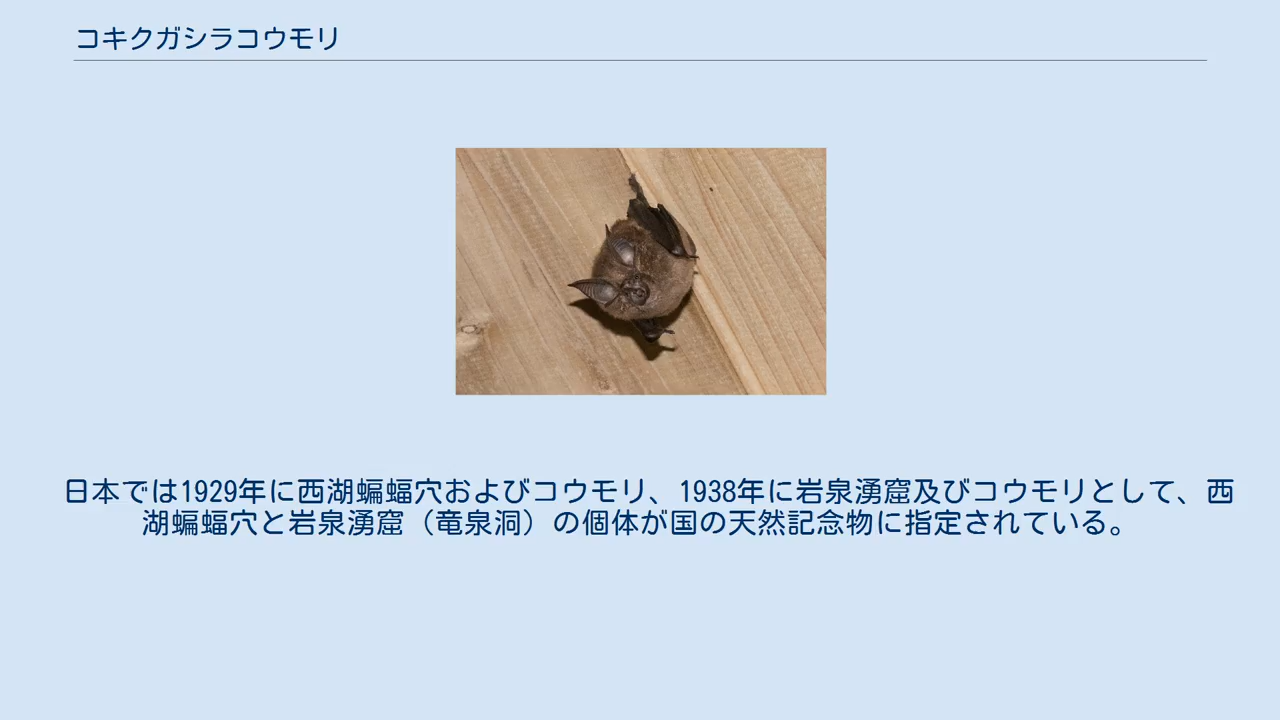 コキクガシラコウモリ
日本では1929年に西湖蝙蝠穴およびコウモリ、1938年に岩泉湧窟及びコウモリとして、西
湖蝙蝠穴と岩泉湧窟（竜泉洞）の個体が国の天然記念物に指定されている。